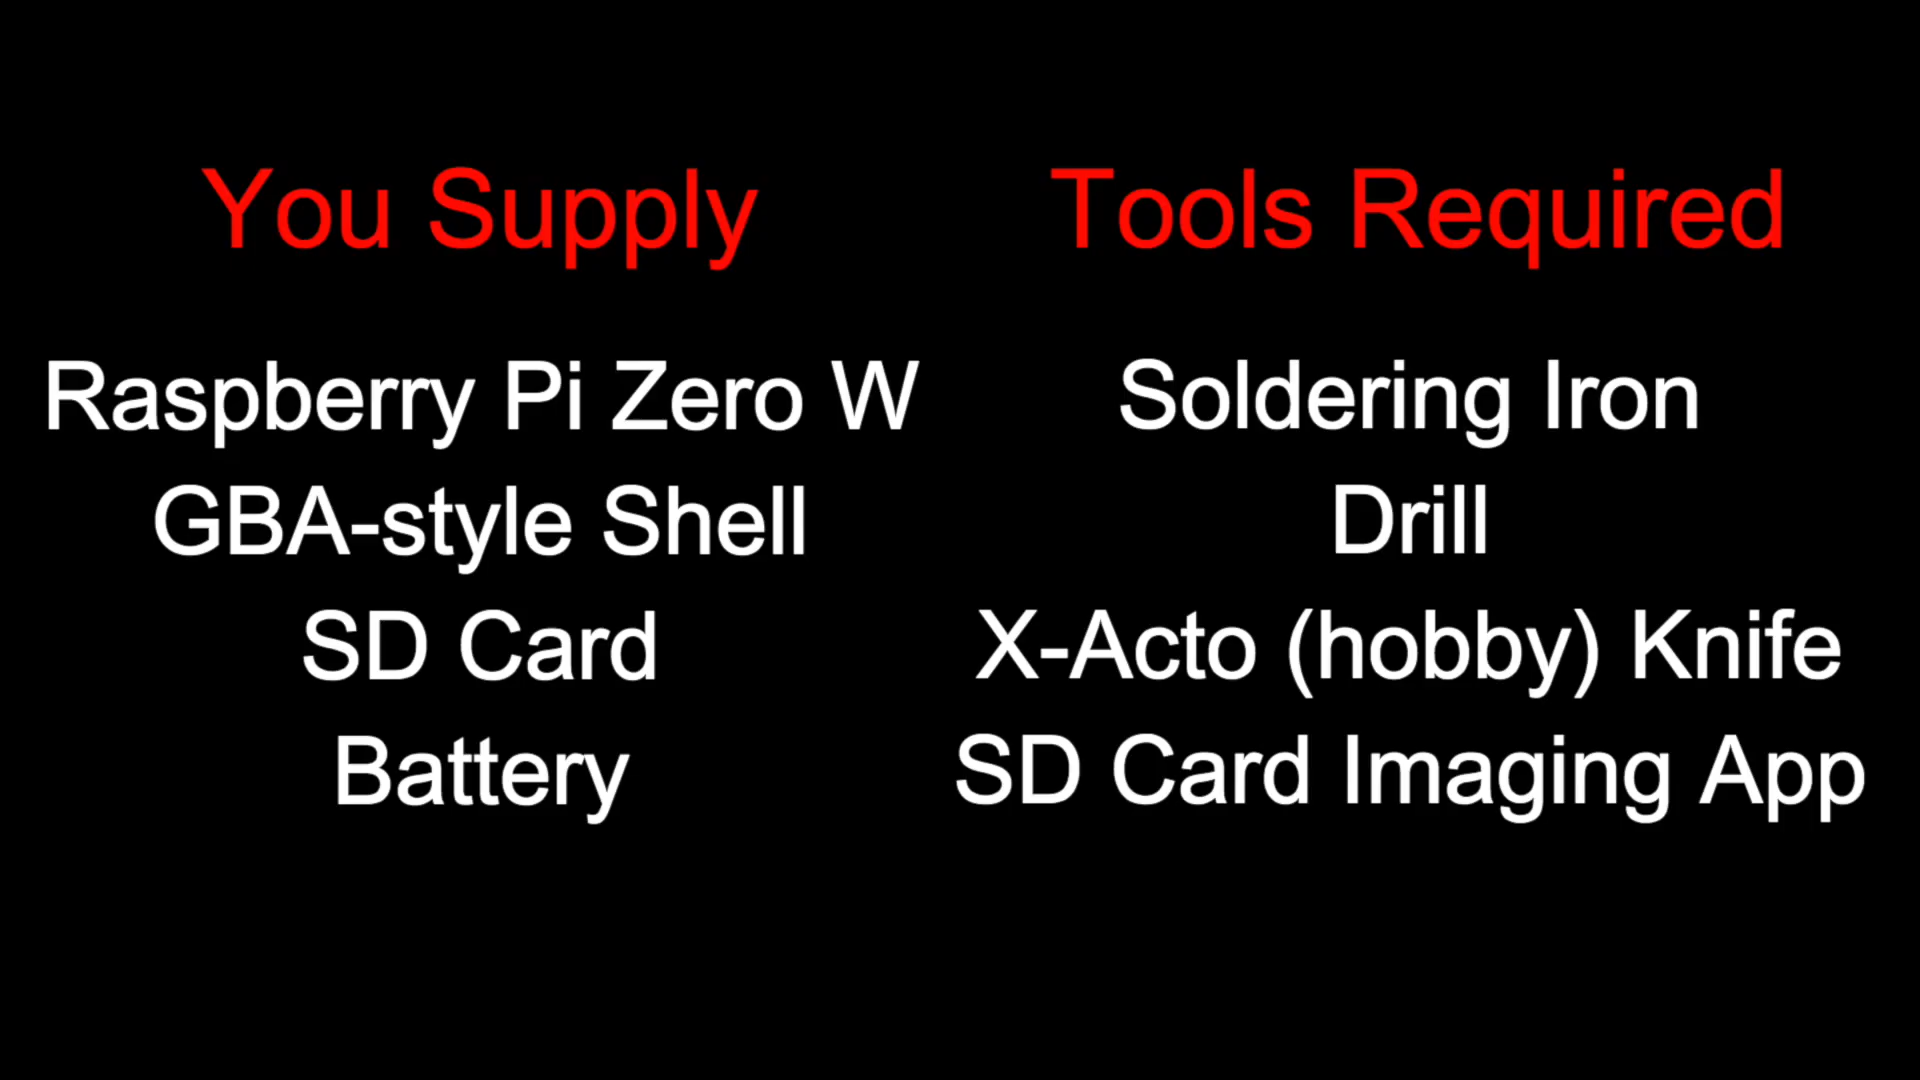 You Supply
Raspberry Pi Zero W
GBA-style Shell
SD Card
Battery
Tools Required
Soldering Iron
Drill
X-Acto (hobby) Knife
SD Card Imaging App